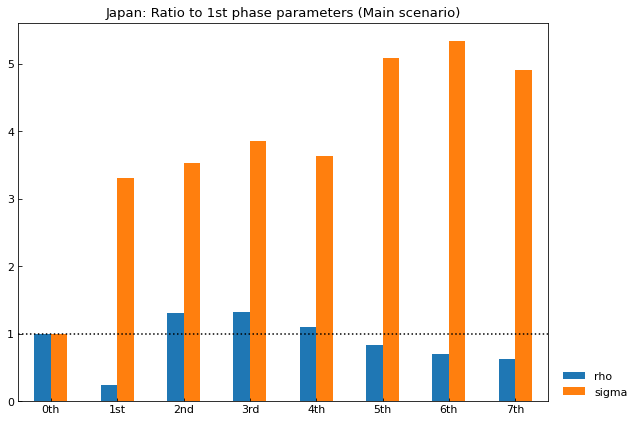 Japan: Ratio to 1st phase parameters (Main scenario)
5
4
3
2
1
0
0th 1st 2nd 3rd 4th 5th 6th 7th
rho
sigma